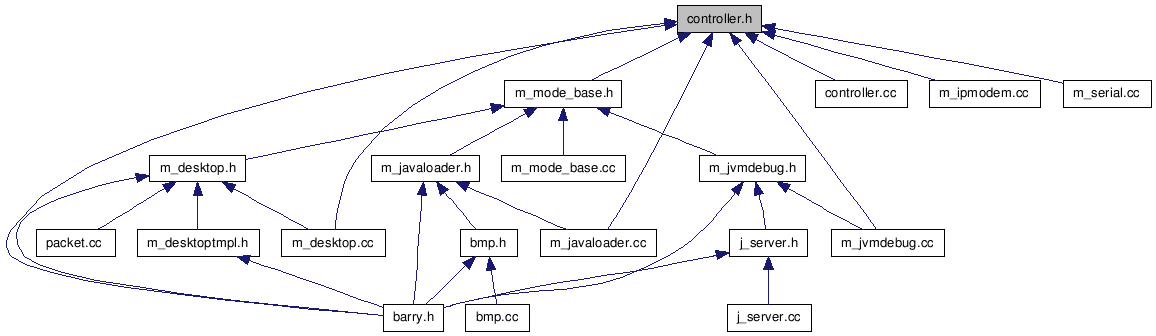 controller.h
m_mode_base.h
controller.cc
m_ipmodem.cc
m_serial.cc
m_desktop.h
m_javaloader.h
m_mode_base.cc
m_jvmdebug.h
packet.cc
m_desktoptmpl.h
m_desktop.cc
bmp.h
m_javaloader.cc
j_server.h
m_jvmdebug.cc
barry.h
bmp.cc
j_server.cc